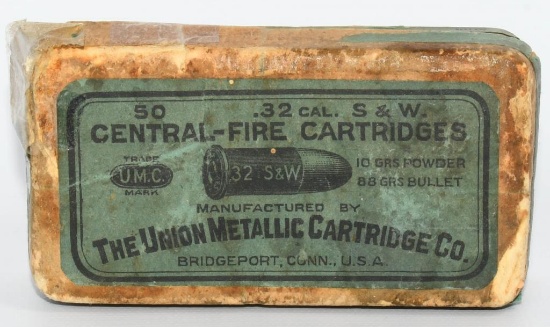 50 .32 CAL. S & W.
CENTRAL-FIRE CARTRIDGES
TRADE
U.M.C.
MARK
.32 S&W
10 GRS POWDER
88 GRS BULLET
MANUFACTURED BY
THE UNION METALLIC CARTRIDGE CO.
BRIDGEPORT, CONN., U.S.A.